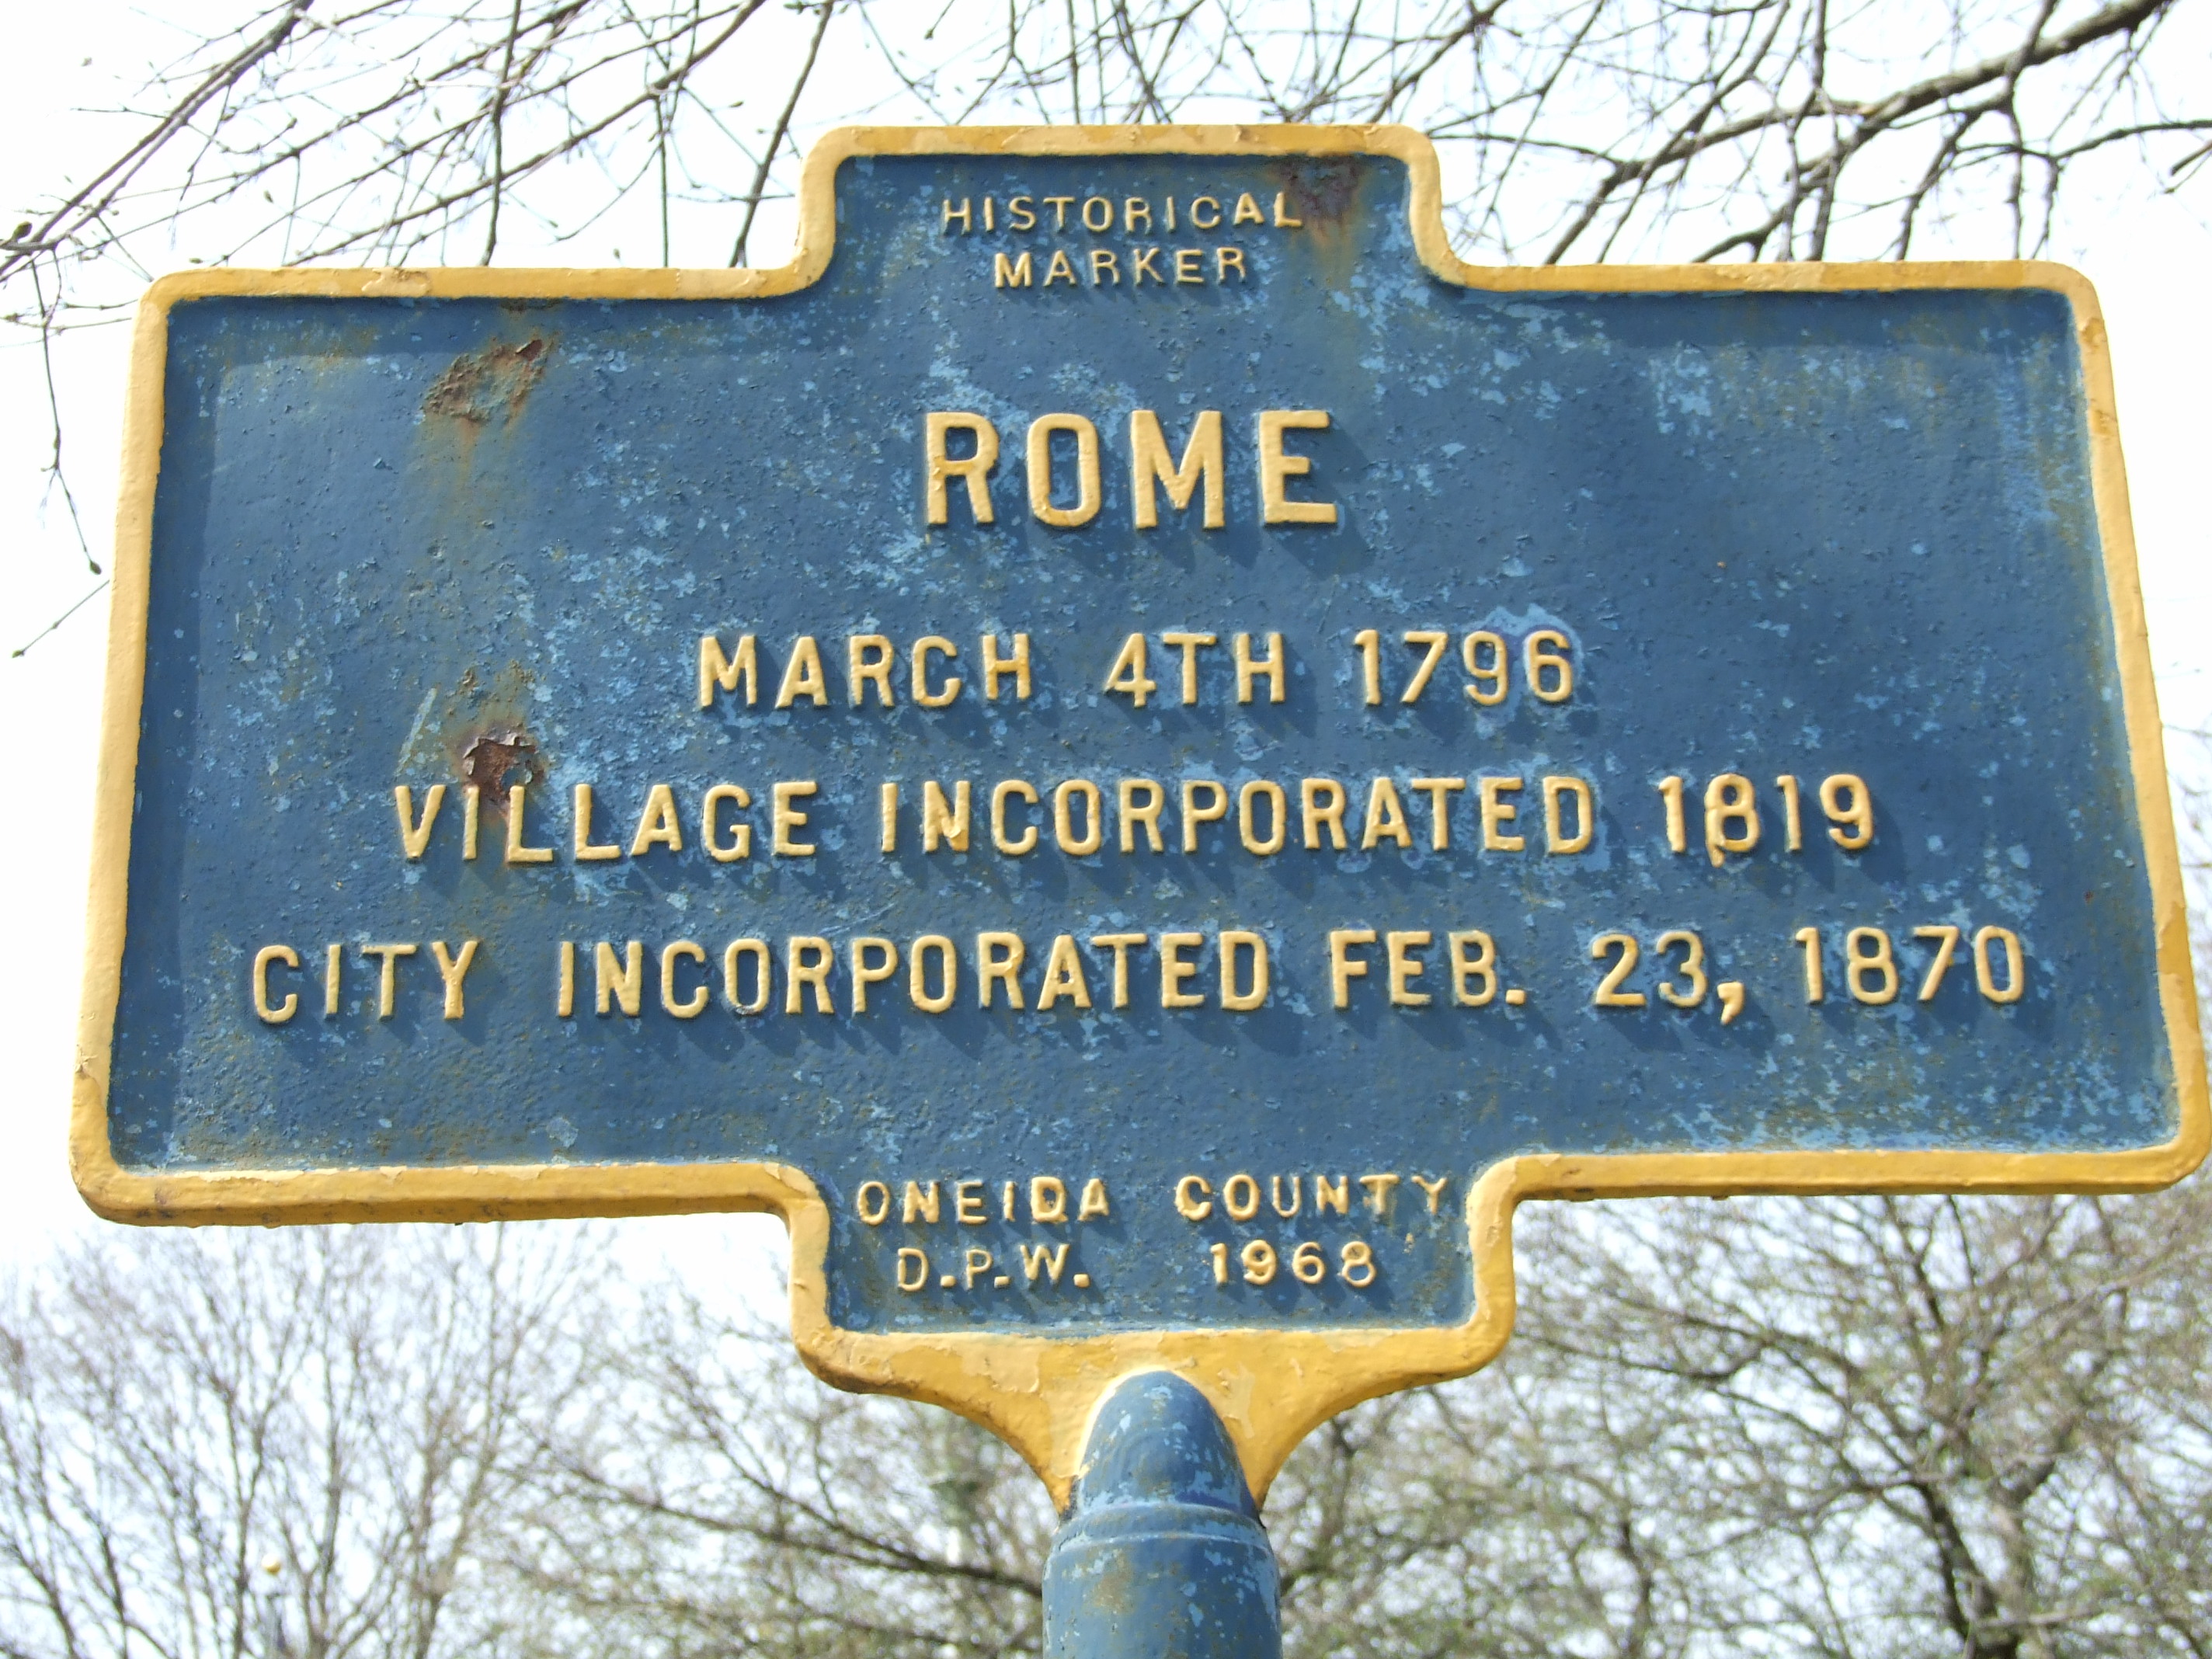 HISTORICAL
MARKER
ROME
MARCH 4TH 1796
VILLAGE INCORPORATED 1819
CITY INCORPORATED FEB. 23, 1870
ONEIDA COUNTY
D.P.W. 1968